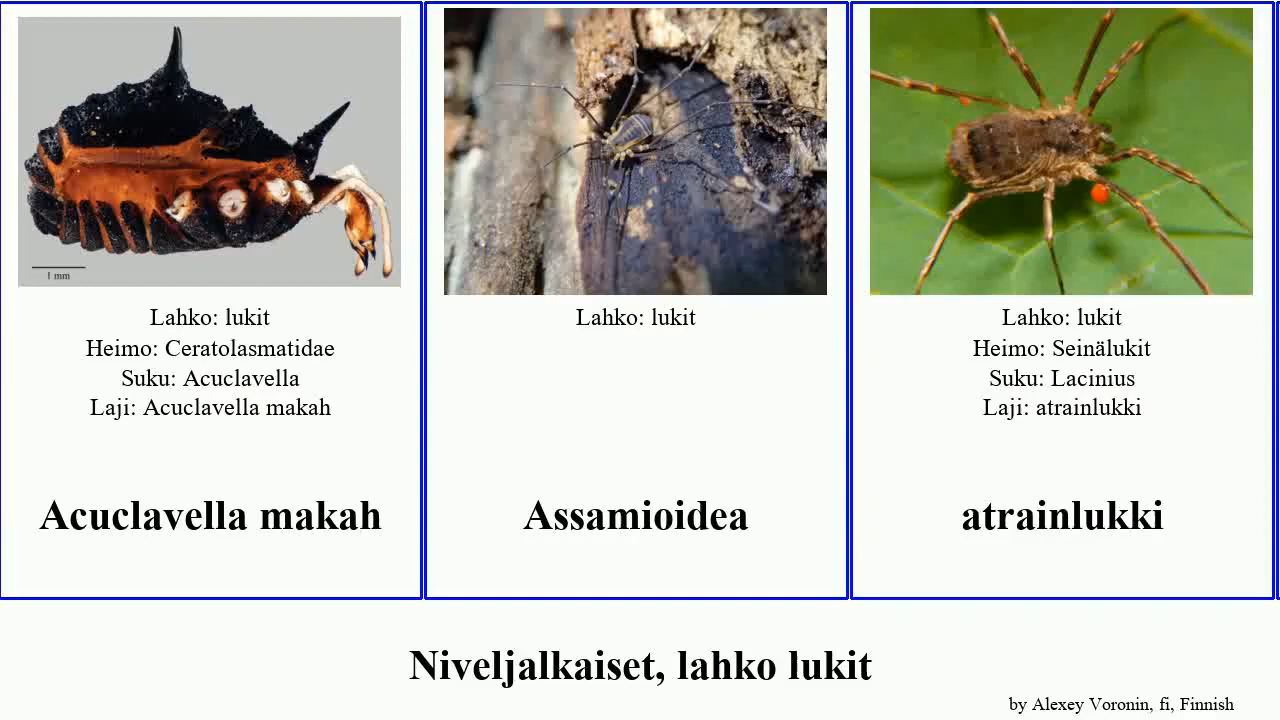 1 mm
Lahko: lukit
Heimo: Ceratolasmatidae
Suku: Acuclavella
Laji: Acuclavella makah
Acuclavella makah
Lahko: lukit
Assamioidea
Lahko: lukit
Heimo: Seinälukit
Suku: Lacinius
Laji: atrainlukki
atrainlukki
Niveljalkaiset, lahko lukit
by Alexey Voronin, fi, Finnish